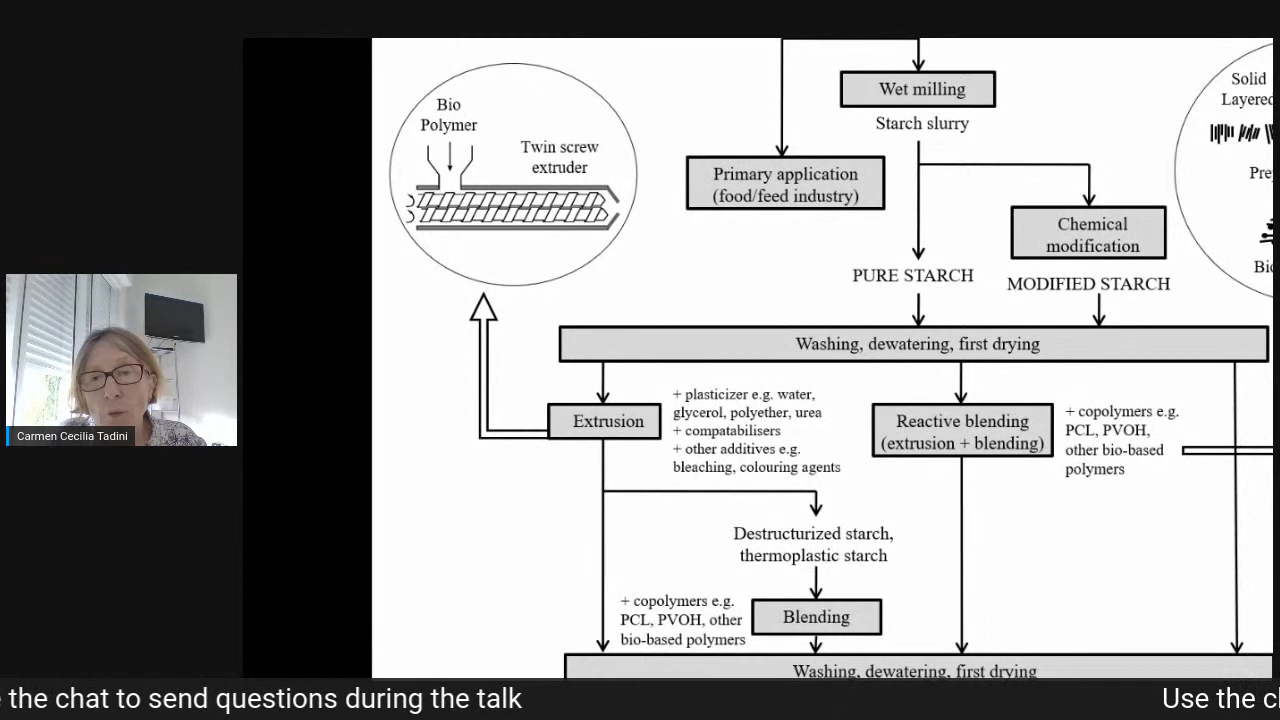 Bio
Polymer
Twin screw
extruder
Wet milling
Starch slurry
Primary application
(food/feed industry)
Chemical
modification
PURE STARCH
MODIFIED STARCH
Solid
Layered
Washing, dewatering, first drying
Extrusion
+ plasticizer e.g. water,
glycerol, polyether, urea
+ compatabilisers
+ other additives e.g.
bleaching, colouring agents
Reactive blending
(extrusion + blending)
+ copolymers e.g.
PCL, PVOH,
other bio-based
polymers
Destructurized starch,
thermoplastic starch
+ copolymers e.g.
PCL, PVOH, other
bio-based polymers
Blending
Washing, dewatering, first drying
Carmen Cecilia Tadini
the chat to send questions during the talk
Use the